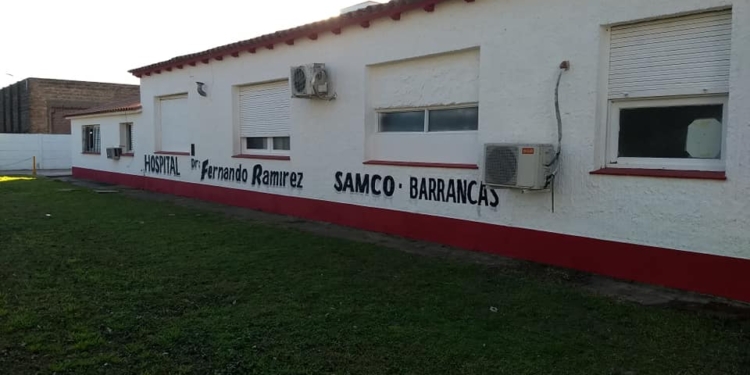 HOSPITAL Dr: Fernando Ramirez SAMCO - BARRANCAS